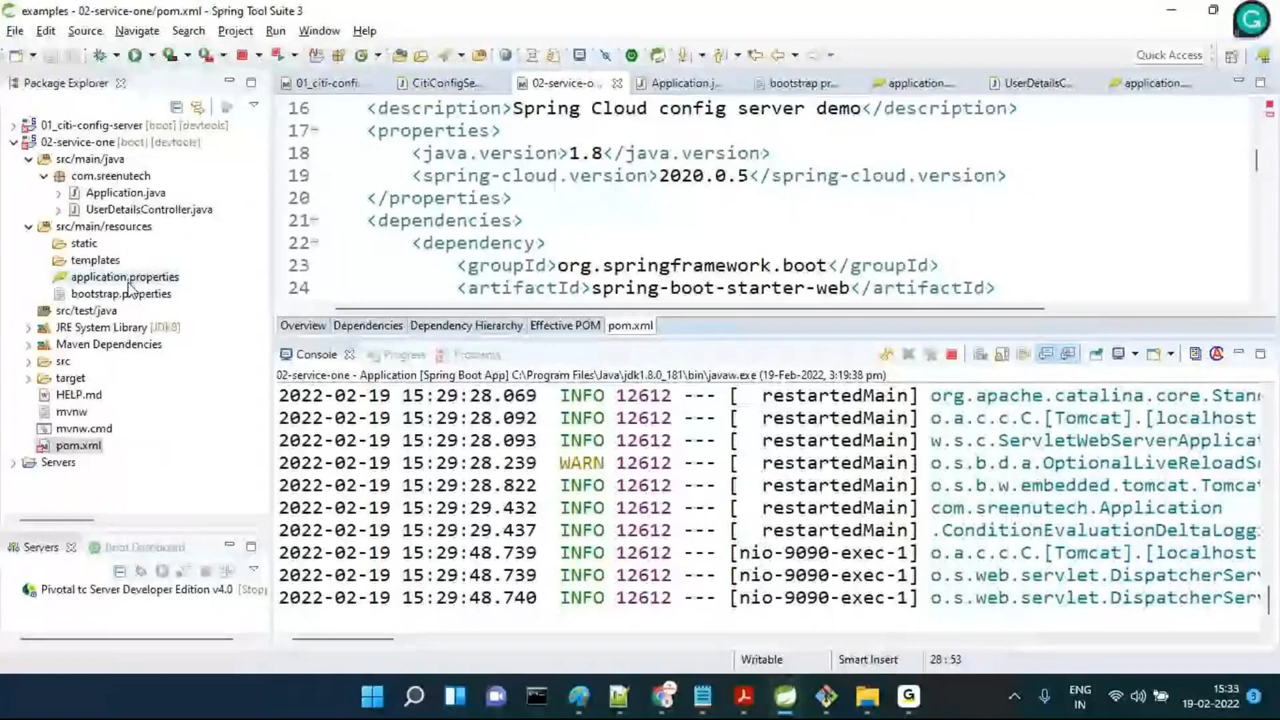 examples - 02-service-one/pom.xml - Spring Tool Suite 3
File Edit Source Navigate Search Project Run Window Help
Quick Access
Package Explorer
01_citi-confi...
CitiConfigSe...
02-service-o...
Application.j...
bootstrap.pr...
application....
UserDetailsC...
application....
01_citi-config-server [boot] [devtools]
02-service-one [boot] [devtools]
src/main/java
com.sreenutech
Application.java
UserDetailsController.java
src/main/resources
static
templates
application.properties
bootstrap.properties
src/test/java
JRE System Library [JDK8]
Maven Dependencies
src
target
HELP.md
mvnw
mvnw.cmd
pom.xml
Servers
16 <description>Spring Cloud config server demo</description>
17 <properties>
18 <java.version>1.8</java.version>
19 <spring-cloud.version>2020.0.5</spring-cloud.version>
20 </properties>
21 <dependencies>
22 <dependency>
23 <groupId>org.springframework.boot</groupId>
24 <artifactId>spring-boot-starter-web</artifactId>
Overview Dependencies Dependency Hierarchy Effective POM pom.xml
Console Progress Problems
02-service-one - Application [Spring Boot App] C:\Program Files\Java\jdk1.8.0_181\bin\javaw.exe (19-Feb-2022, 3:19:38 pm)
2022-02-19 15:29:28.069 INFO 12612 --- [ restartedMain] org.apache.catalina.core.Stan
2022-02-19 15:29:28.092 INFO 12612 --- [ restartedMain] o.a.c.c.C.[Tomcat].[localhost
2022-02-19 15:29:28.093 INFO 12612 --- [ restartedMain] w.s.c.ServletWebServerApplica
2022-02-19 15:29:28.239 WARN 12612 --- [ restartedMain] o.s.b.d.a.OptionalLiveReloadS
2022-02-19 15:29:28.822 INFO 12612 --- [ restartedMain] o.s.b.w.embedded.tomcat.Tomca
2022-02-19 15:29:29.432 INFO 12612 --- [ restartedMain] com.sreenutech.Application
2022-02-19 15:29:29.437 INFO 12612 --- [ restartedMain] .ConditionEvaluationDeltaLogg
2022-02-19 15:29:48.739 INFO 12612 --- [nio-9090-exec-1] o.a.c.c.C.[Tomcat].[localhost
2022-02-19 15:29:48.739 INFO 12612 --- [nio-9090-exec-1] o.s.web.servlet.DispatcherSer
2022-02-19 15:29:48.740 INFO 12612 --- [nio-9090-exec-1] o.s.web.servlet.DispatcherSer
Servers
Boot Dashboard
Pivotal tc Server Developer Edition v4.0 [Stop
Writable
Smart Insert
28 : 53
ENG
IN
15:33
19-02-2022